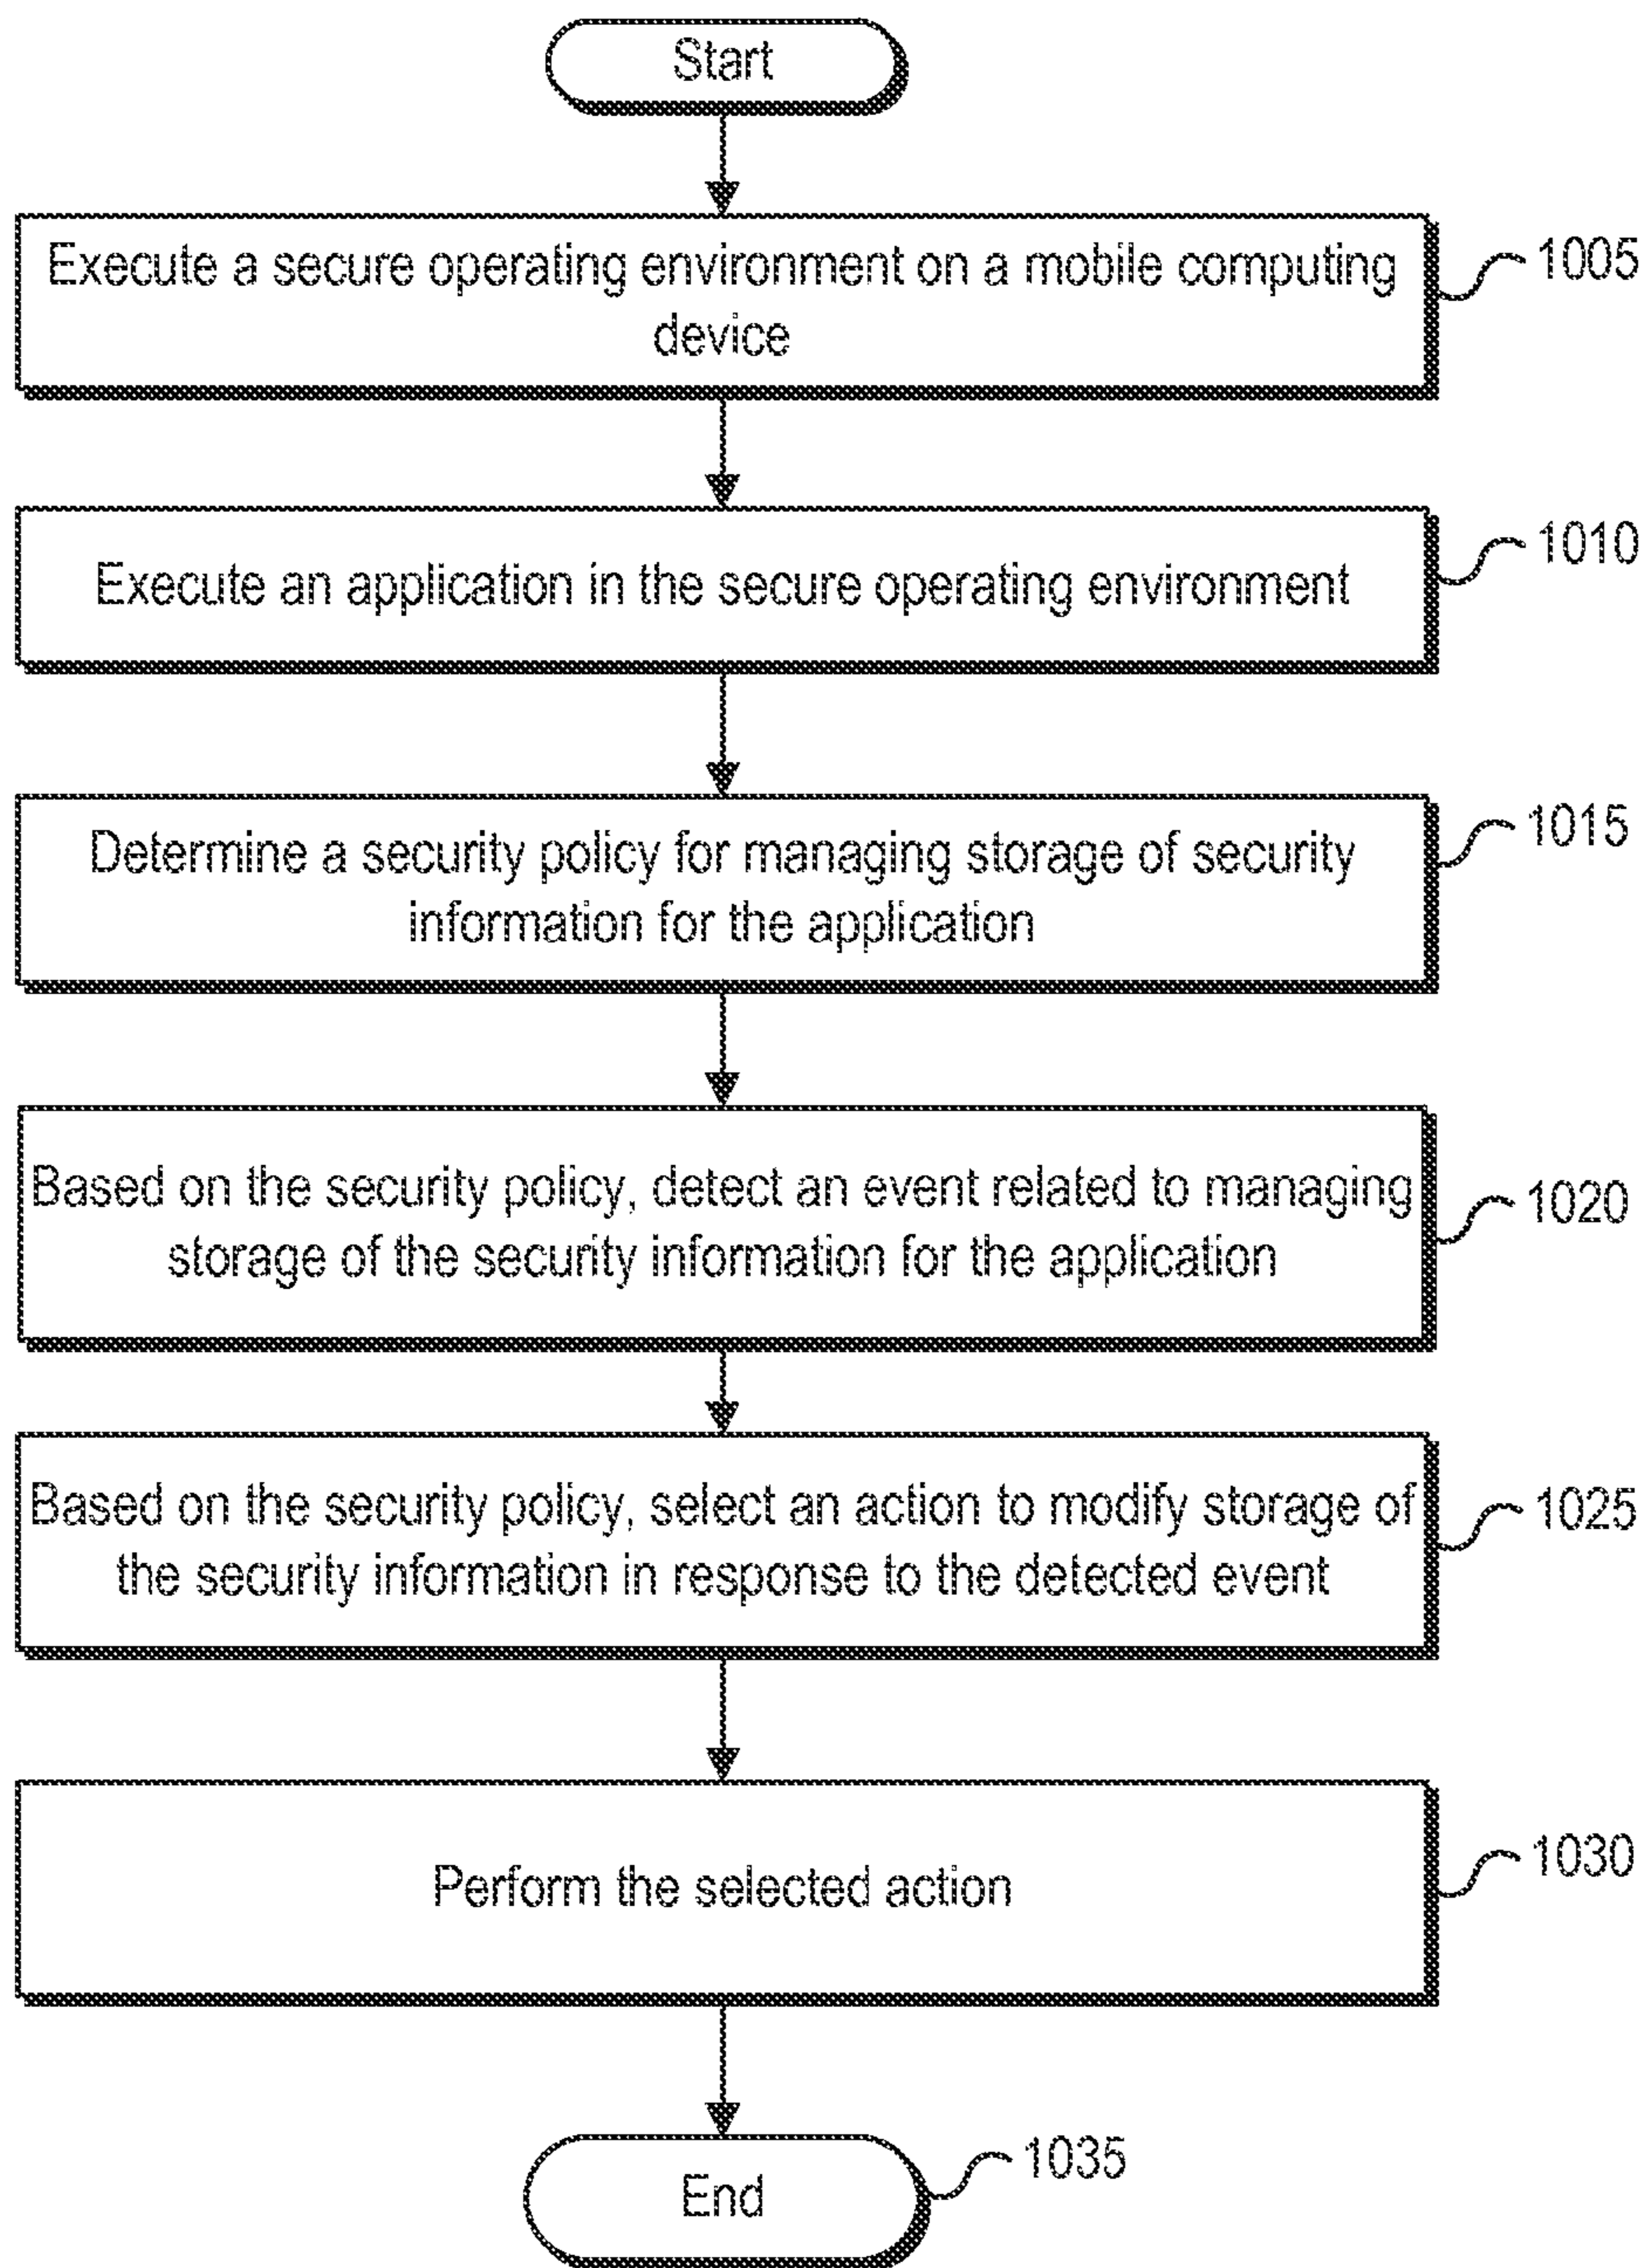 Start
Execute a secure operating environment on a mobile computing
device
1005
Execute an application in the secure operating environment
1010
Determine a security policy for managing storage of security
information for the application
1015
Based on the security policy, detect an event related to managing
storage of the security information for the application
1020
Based on the security policy, select an action to modify storage of
the security information in response to the detected event
1025
Perform the selected action
1030
End
1035